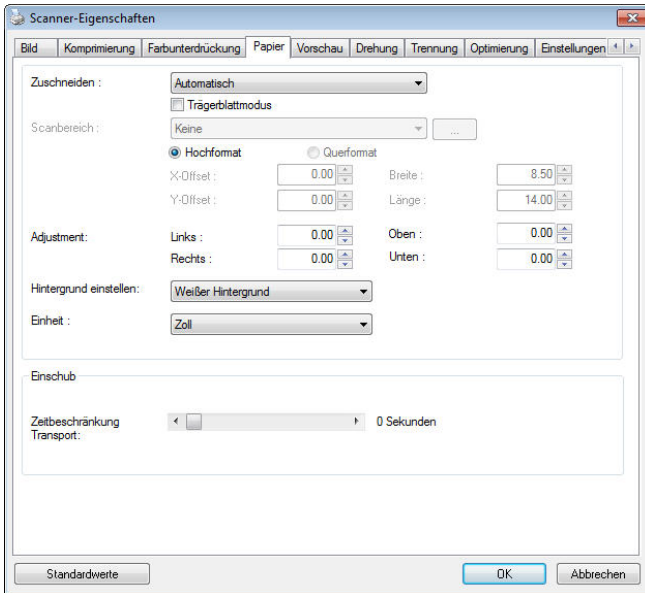 Scanner-Eigenschaften
Bild Komprimierung Farbunterdrückung Papier Vorschau Drehung Trennung Optimierung Einstellungen
Zuschneiden : Automatisch
Trägerblattmodus
Scanbereich : Keine ...
Hochformat Querformat
X-Offset : 0.00 Breite : 8.50
Y-Offset : 0.00 Länge : 14.00
Adjustment: Links : 0.00 Oben : 0.00
Rechts : 0.00 Unten : 0.00
Hintergrund einstellen: Weißer Hintergrund
Einheit : Zoll
Einschub
Zeitbeschränkung 0 Sekunden
Transport:
Standardwerte OK Abbrechen